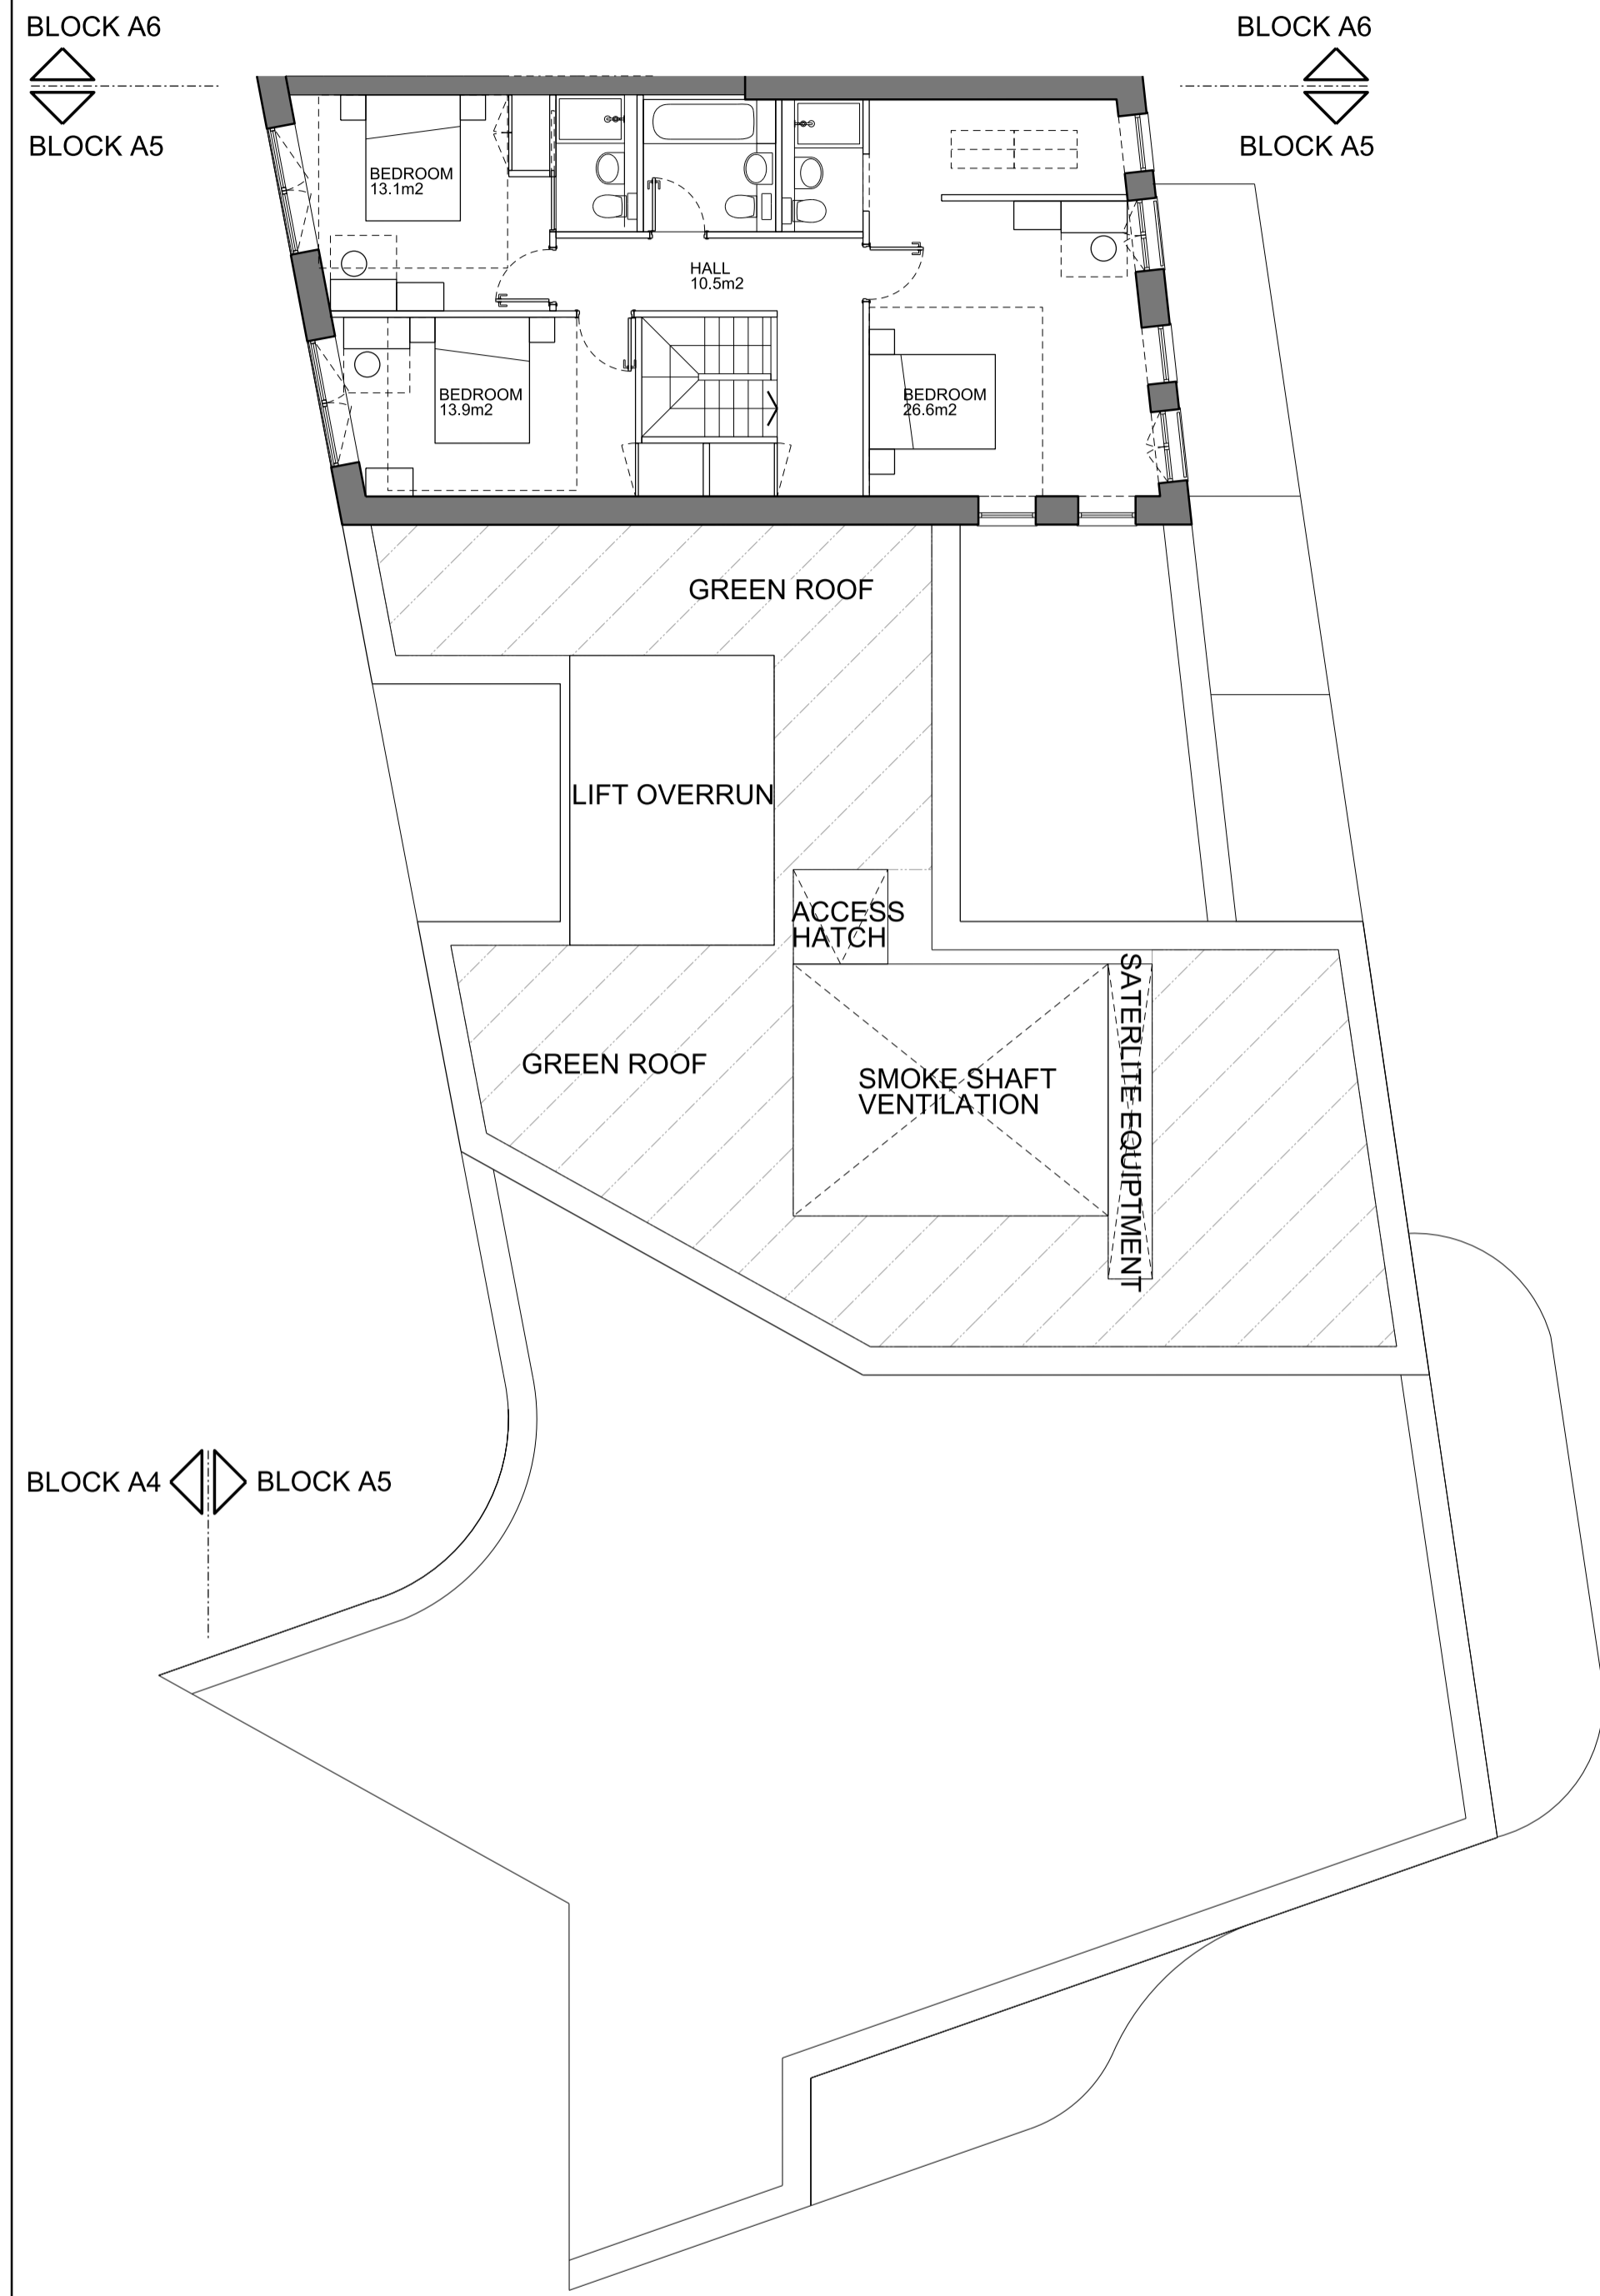 BLOCK A6
BLOCK A5
BLOCK A6
BLOCK A5
BEDROOM
13.1m2
HALL
10.5m2
BEDROOM
13.9m2
BEDROOM
26.6m2
GREEN ROOF
LIFT OVERRUN
ACCESS
HATCH
GREEN ROOF
SMOKE SHAFT
VENTILATION
SATERLITE EQUIPTMENT
BLOCK A4
BLOCK A5